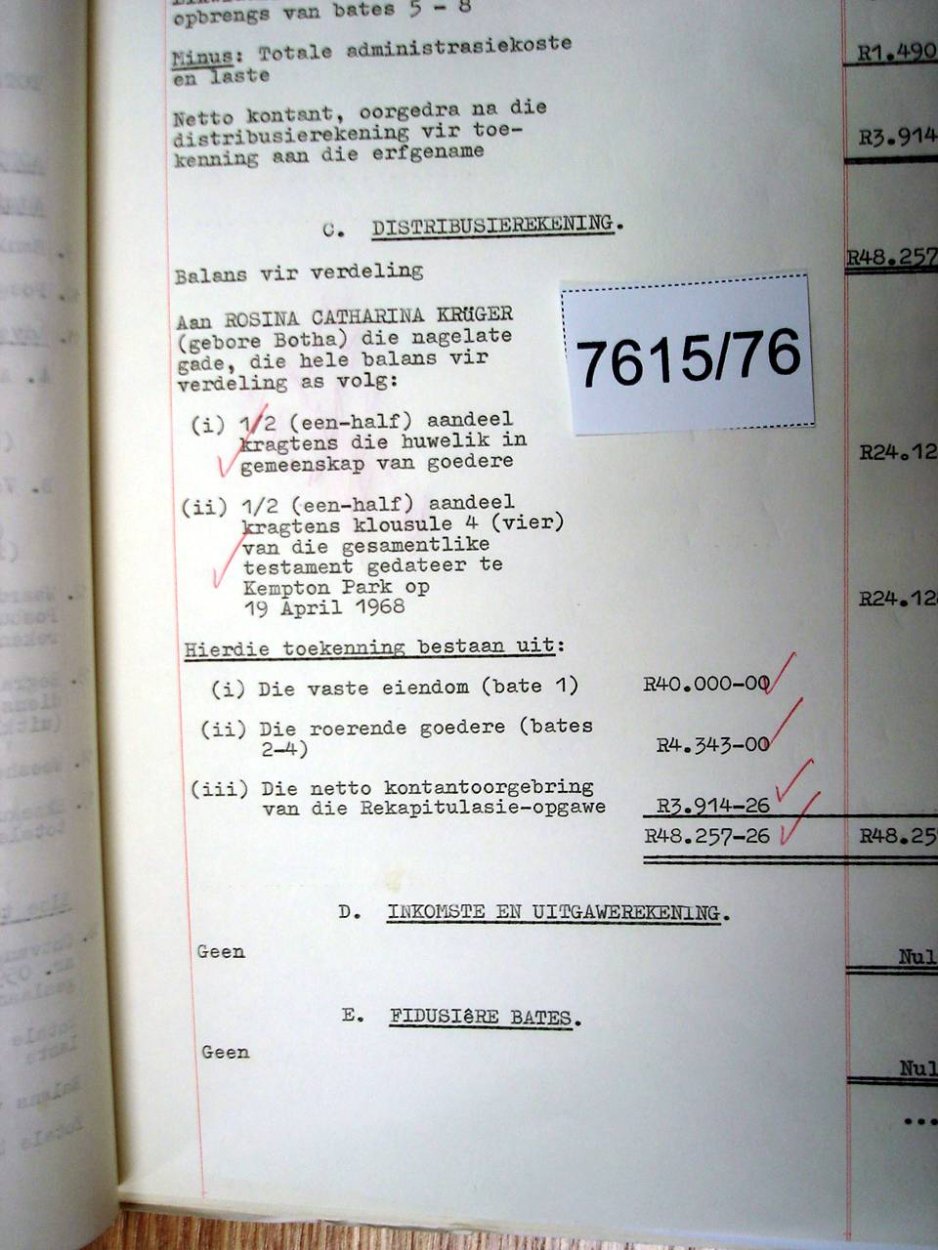 opbrengs van bates 5 - 8
Minus: Totale administrasiekoste
en laste
R1.490
Netto kontant, oorgedra na die
distribusierekening vir toe-
kenning aan die erfgename
R3.914
C. DISTRIBUSIEREKENING.
Balans vir verdeling
R48.257
Aan ROSINA CATHARINA KRÜGER
(gebore Botha) die nagelate
gade, die hele balans vir
verdeling as volg:
7615/76
(i) 1/2 (een-half) aandeel
kragtens die huwelik in
gemeenskap van goedere
R24.12
(ii) 1/2 (een-half) aandeel
kragtens klousule 4 (vier)
van die gesamentlike
testament gedateer te
Kempton Park op
19 April 1968
R24.12
Hierdie toekenning bestaan uit:
(i) Die vaste eiendom (bate 1) R40.000-00
(ii) Die roerende goedere (bates
2-4) R4.343-00
(iii) Die netto kontantoorgebring
van die Rekapitulasie-opgawe R3.914-26
R48.257-26 R48.25
D. INKOMSTE EN UITGAWEREKENING.
Geen
Nul
E. FIDUSIêRE BATES.
Geen
Nul
...